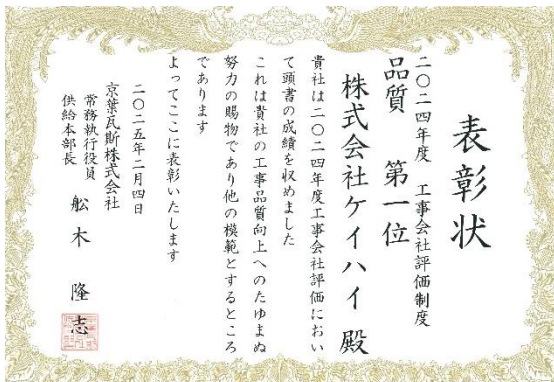 表彰状
二〇二四年度 工事会社評価制度
品質 第一位
株式会社ケイハイ 殿
貴社は二〇二四年度工事会社評価におい
て頭書の成績を収めました
これは貴社の工事品質向上へのたゆまぬ
努力の賜物であり他の模範とするところ
であります
よってここに表彰いたします
二〇二五年二月四日
京葉瓦斯株式会社
常務執行役員
供給本部長
舩木 隆志